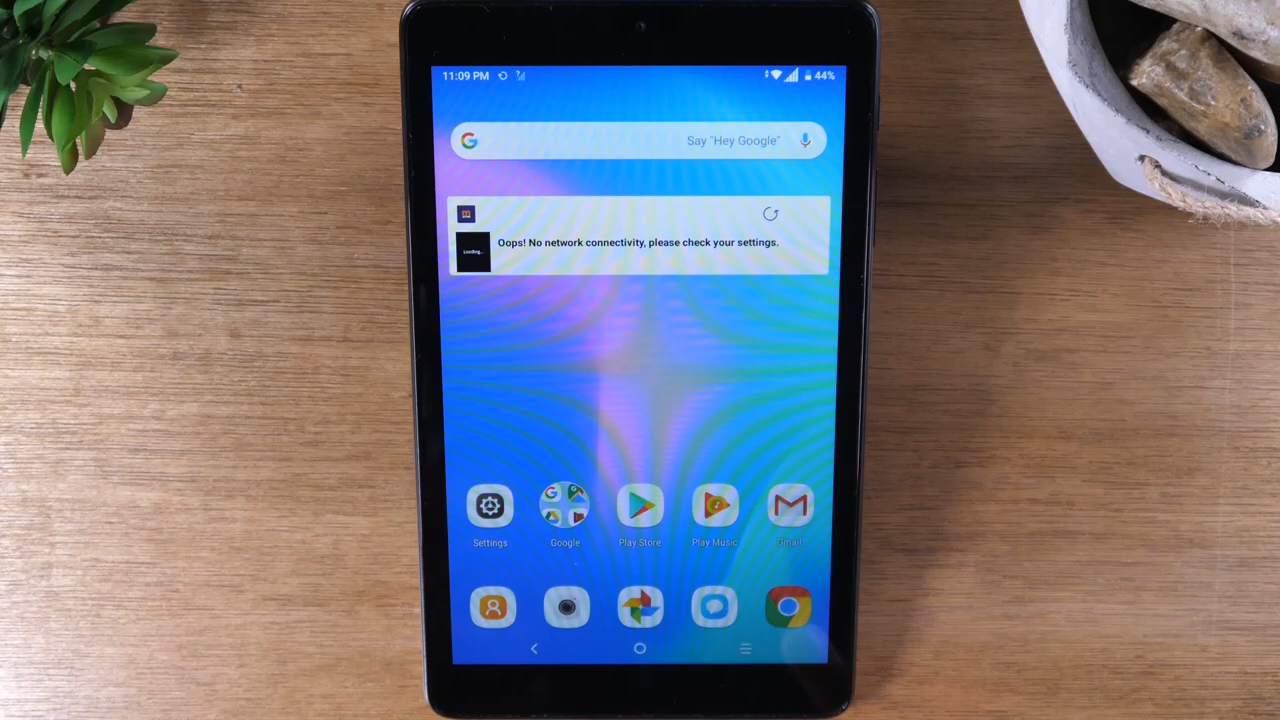 11:09 PM 44%
Say "Hey Google"
Oops! No network connectivity, please check your settings.
Loading...
Settings Google Play Store Play Music Gmail